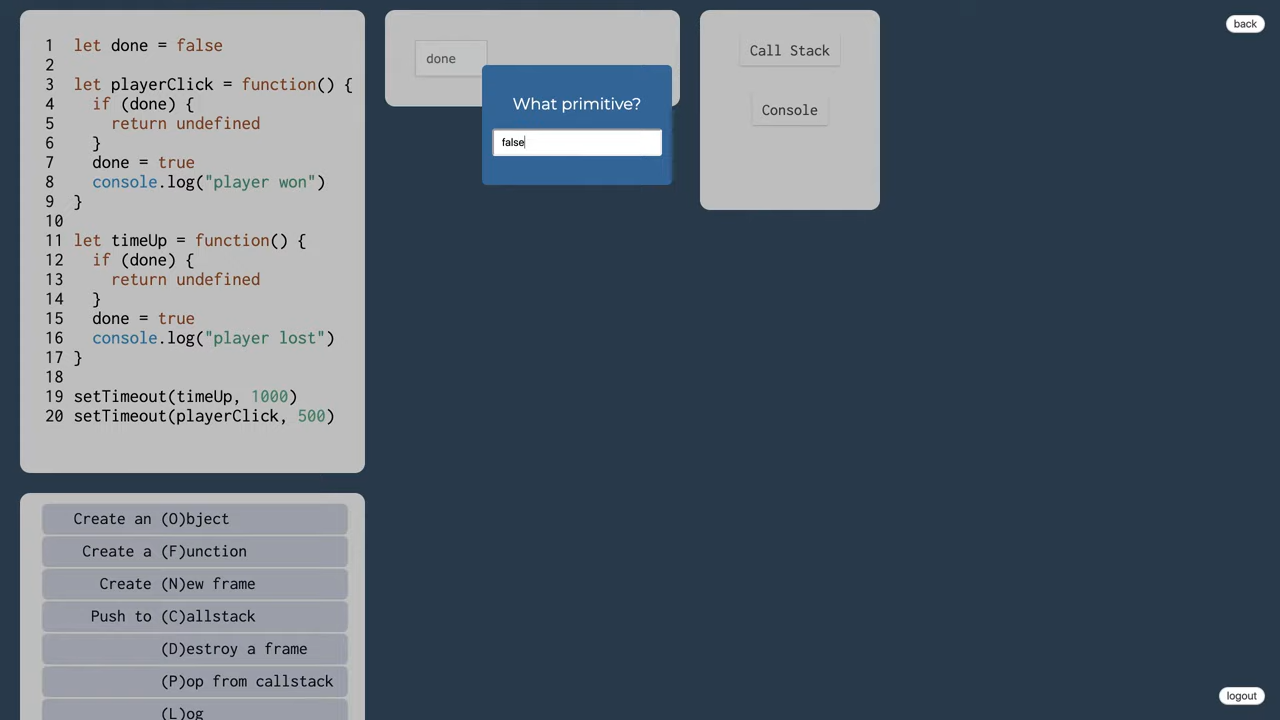 back
1 let done = false
2
3 let playerClick = function() {
4   if (done) {
5     return undefined
6   }
7   done = true
8   console.log("player won")
9 }
10
11 let timeUp = function() {
12   if (done) {
13     return undefined
14   }
15   done = true
16   console.log("player lost")
17 }
18
19 setTimeout(timeUp, 1000)
20 setTimeout(playerClick, 500)
done
What primitive?
false
Call Stack
Console
Create an (O)bject
Create a (F)unction
Create (N)ew frame
Push to (C)allstack
(D)estroy a frame
(P)op from callstack
(L)og
logout